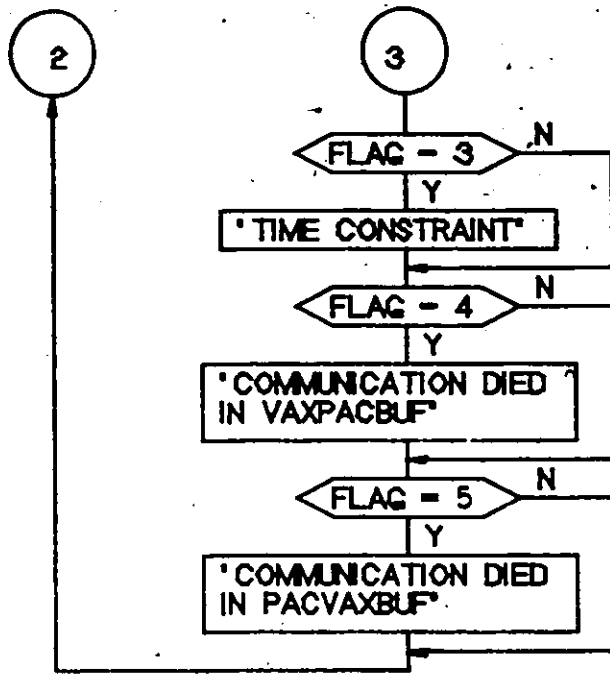 2
3
FLAG - 3
N
Y
"TIME CONSTRAINT"
FLAG - 4
N
Y
"COMMUNICATION DIED
IN VAXPACBUF"
FLAG - 5
N
Y
"COMMUNICATION DIED
IN PACVAXBUF"